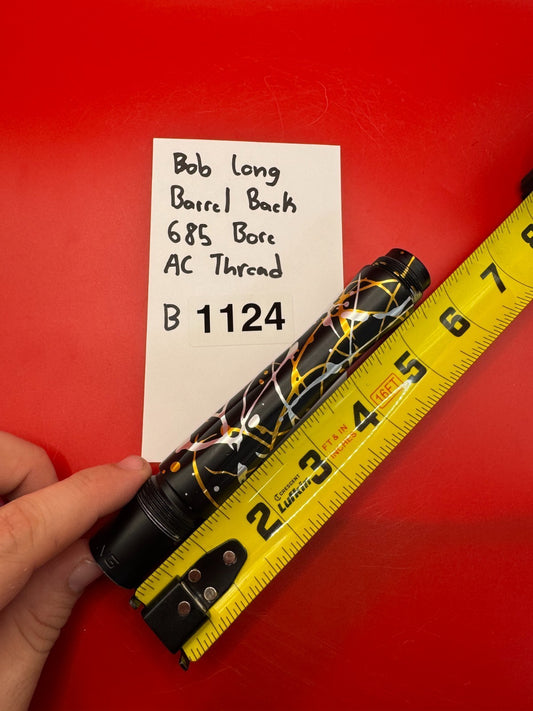 Bob Long
Barrel Back
685 Bore
AC Thread
B 1124
8
7
6
5
16FT
4
FT & IN
INCHES
3
CRESCENT
Lufkin
2